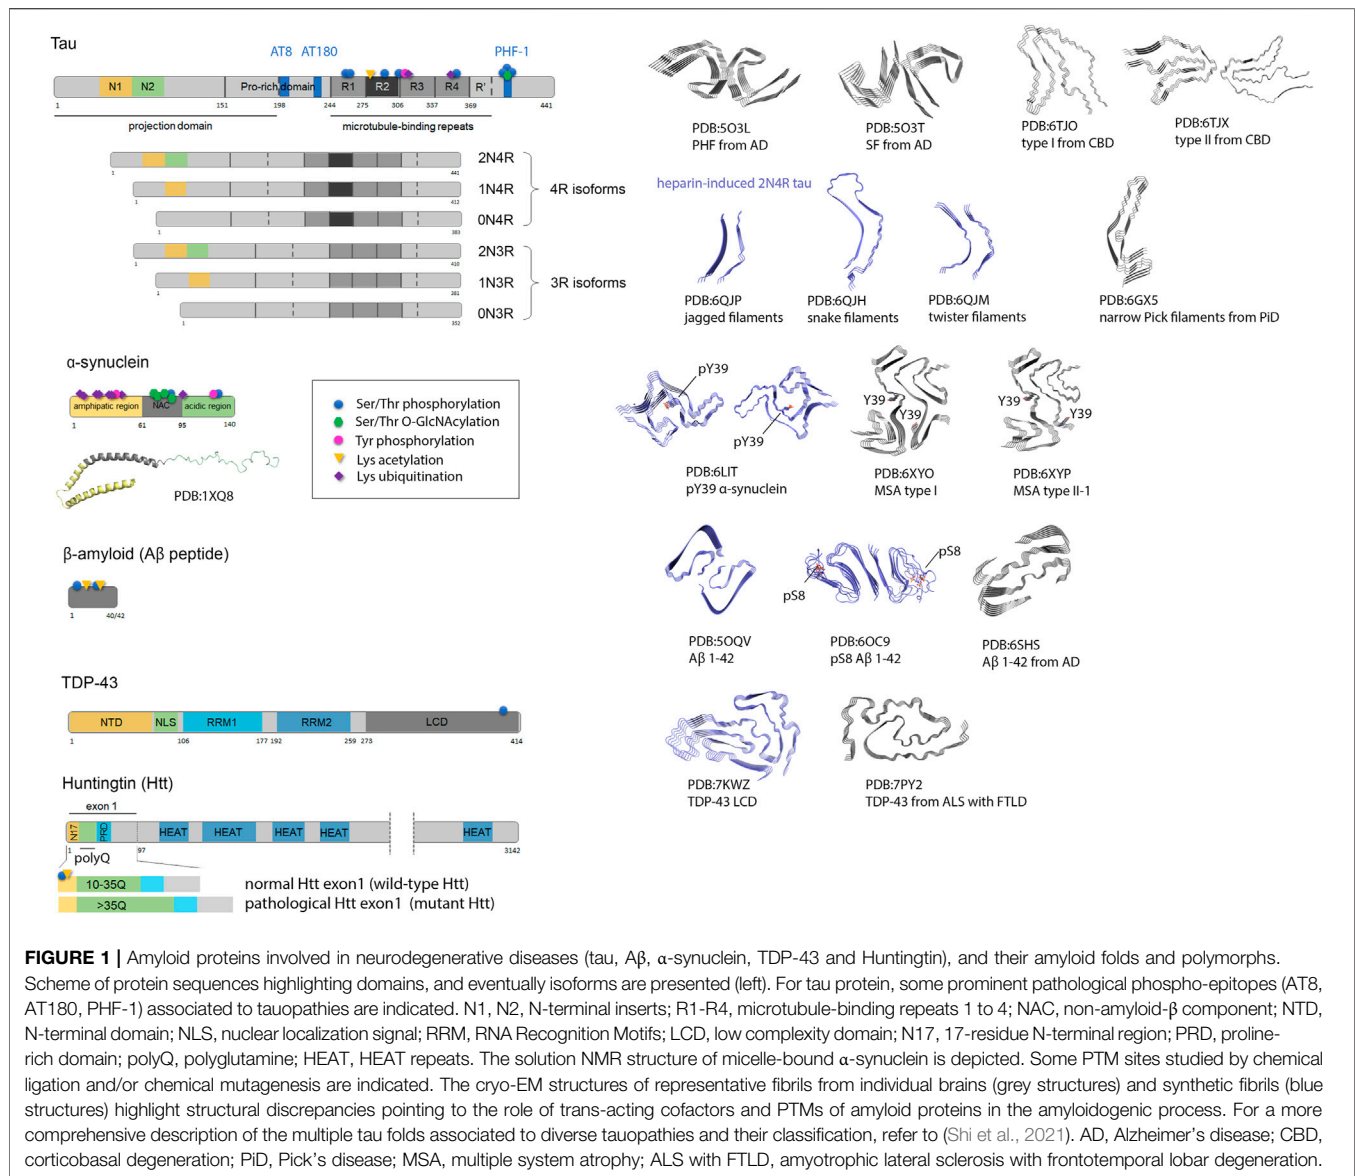 Tau
AT8 AT180 PHF-1
N1 N2 Pro-rich domain R1 R2 R3 R4 R'
1 151 198 244 275 306 337 369 441
projection domain microtubule-binding repeats
2N4R
1 441
1N4R 4R isoforms
1 412
0N4R
1 383
2N3R
1 410
1N3R 3R isoforms
1 381
0N3R
1 352
PDB:5O3L
PHF from AD
PDB:5O3T
SF from AD
PDB:6TJO
type I from CBD
PDB:6TJX
type II from CBD
heparin-induced 2N4R tau
PDB:6QJP
jagged filaments
PDB:6QJH
snake filaments
PDB:6QJM
twister filaments
PDB:6GX5
narrow Pick filaments from PiD
α-synuclein
amphipatic region NAC acidic region
1 61 95 140
PDB:1XQ8
Ser/Thr phosphorylation
Ser/Thr O-GlcNAcylation
Tyr phosphorylation
Lys acetylation
Lys ubiquitination
pY39
pY39
PDB:6LIT
pY39 α-synuclein
Y39
Y39
PDB:6XYO
MSA type I
Y39
Y39
PDB:6XYP
MSA type II-1
β-amyloid (Aβ peptide)
1 40/42
PDB:5OQV
Aβ 1-42
pS8
pS8
PDB:6OC9
pS8 Aβ 1-42
PDB:6SHS
Aβ 1-42 from AD
TDP-43
NTD NLS RRM1 RRM2 LCD
1 106 177 192 259 273 414
PDB:7KWZ
TDP-43 LCD
PDB:7PY2
TDP-43 from ALS with FTLD
Huntingtin (Htt)
exon 1
N17 PRD HEAT HEAT HEAT HEAT HEAT
1 97 3142
polyQ
10-35Q normal Htt exon1 (wild-type Htt)
>35Q pathological Htt exon1 (mutant Htt)
FIGURE 1 | Amyloid proteins involved in neurodegenerative diseases (tau, Aβ, α-synuclein, TDP-43 and Huntingtin), and their amyloid folds and polymorphs.
Scheme of protein sequences highlighting domains, and eventually isoforms are presented (left). For tau protein, some prominent pathological phospho-epitopes (AT8,
AT180, PHF-1) associated to tauopathies are indicated. N1, N2, N-terminal inserts; R1-R4, microtubule-binding repeats 1 to 4; NAC, non-amyloid-β component; NTD,
N-terminal domain; NLS, nuclear localization signal; RRM, RNA Recognition Motifs; LCD, low complexity domain; N17, 17-residue N-terminal region; PRD, proline-
rich domain; polyQ, polyglutamine; HEAT, HEAT repeats. The solution NMR structure of micelle-bound α-synuclein is depicted. Some PTM sites studied by chemical
ligation and/or chemical mutagenesis are indicated. The cryo-EM structures of representative fibrils from individual brains (grey structures) and synthetic fibrils (blue
structures) highlight structural discrepancies pointing to the role of trans-acting cofactors and PTMs of amyloid proteins in the amyloidogenic process. For a more
comprehensive description of the multiple tau folds associated to diverse tauopathies and their classification, refer to (Shi et al., 2021). AD, Alzheimer's disease; CBD,
corticobasal degeneration; PiD, Pick's disease; MSA, multiple system atrophy; ALS with FTLD, amyotrophic lateral sclerosis with frontotemporal lobar degeneration.